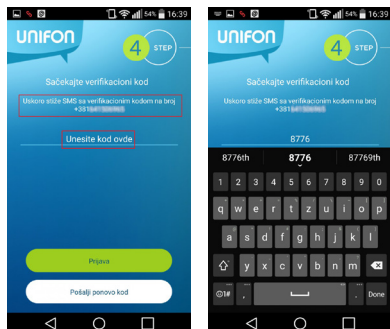 54% 16:39
UNIFON
4 STEP
Sačekajte verifikacioni kod
Uskoro stiže SMS sa verifikacionim kodom na broj
+381
Unesite kod ovde
Prijava
Pošalji ponovo kod
54% 16:39
UNIFON
4 STEP
Sačekajte verifikacioni kod
Uskoro stiže SMS sa verifikacionim kodom na broj
+381
8776
8776th 8776 87769th
1 2 3 4 5 6 7 8 9 0
q w e r t z u i o p
a s d f g h j k l
y x c v b n m
☺1# , . Done